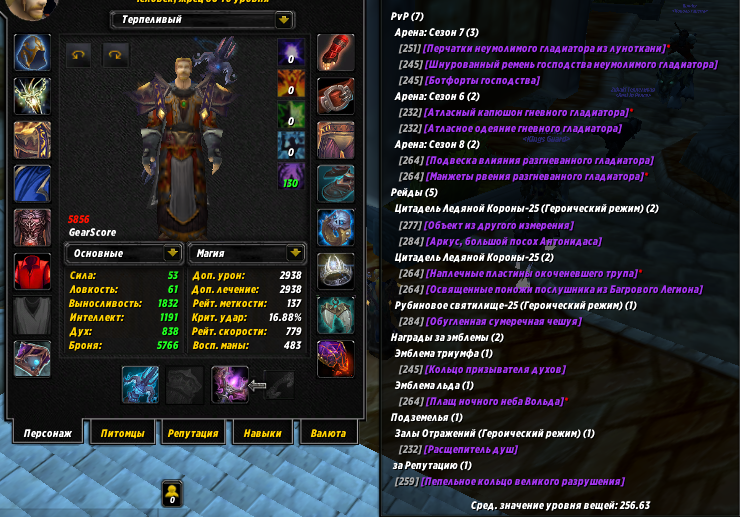 Человек, жрец 80-го уровня
Терпеливый
0
0
0
0
130
5856
GearScore
Основные
Магия
Сила: 53
Ловкость: 61
Выносливость: 1832
Интеллект: 1191
Дух: 838
Броня: 5766
Доп. урон: 2938
Доп. лечение: 2938
Рейт. меткости: 137
Крит. удар: 16.88%
Рейт. скорости: 779
Восп. маны: 483
Персонаж
Питомцы
Репутация
Навыки
Валюта
0
PvP (7)
Арена: Сезон 7 (3)
[251] [Перчатки неумолимого гладиатора из луноткани]*
[245] [Шнурованный ремень господства неумолимого гладиатора]
[245] [Ботфорты господства]
Арена: Сезон 6 (2)
[232] [Атласный капюшон гневного гладиатора]*
[232] [Атласное одеяние гневного гладиатора]
Арена: Сезон 8 (2)
[264] [Подвеска влияния разгневанного гладиатора]
[264] [Манжеты рвения разгневанного гладиатора]*
Рейды (5)
Цитадель Ледяной Короны-25 (Героический режим) (2)
[277] [Объект из другого измерения]
[284] [Аркус, большой посох Антонидаса]
Цитадель Ледяной Короны-25 (2)
[264] [Наплечные пластины окоченевшего трупа]*
[264] [Освященные поножи послушника из Багрового Легиона]
Рубиновое святилище-25 (Героический режим) (1)
[284] [Обугленная сумеречная чешуя]
Награды за эмблемы (2)
Эмблема триумфа (1)
[245] [Кольцо призывателя духов]
Эмблема льда (1)
[264] [Плащ ночного неба Вольда]*
Подземелья (1)
Залы Отражений (Героический режим) (1)
[232] [Расщепитель душ]
за Репутацию (1)
[259] [Пепельное кольцо великого разрушения]
Сред. значение уровня вещей: 256.63